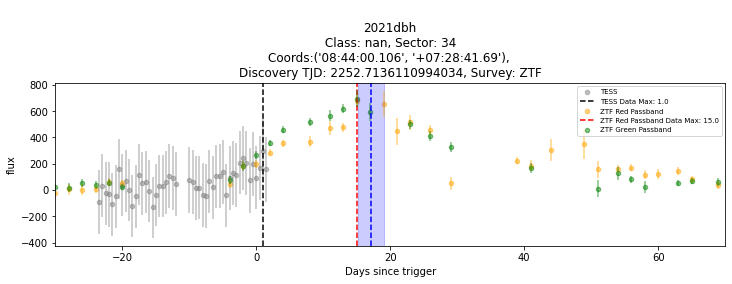 2021dbh
Class: nan, Sector: 34
Coords:('08:44:00.106', '+07:28:41.69'),
Discovery TJD: 2252.7136110994034, Survey: ZTF
TESS
TESS Data Max: 1.0
ZTF Red Passband
ZTF Red Passband Data Max: 15.0
ZTF Green Passband
flux
800
600
400
200
0
−200
−400
−20
0
20
40
60
Days since trigger